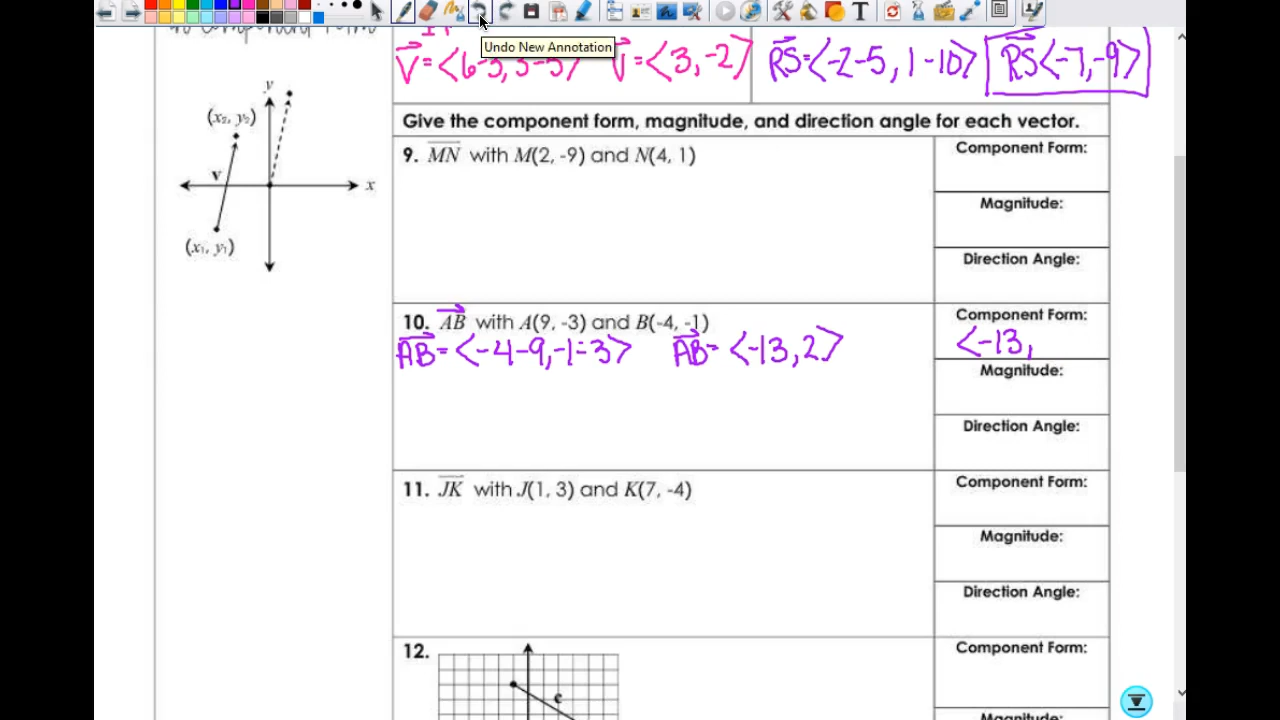 in component form
Undo New Annotation
V = <6-3, 3-5> V = <3, -2>
RS = <-2-5, 1-10> RS <-7, -9>
Give the component form, magnitude, and direction angle for each vector.
y
(x₂, y₂)
v
x
(x₁, y₁)
9. MN with M(2, -9) and N(4, 1)
Component Form:
Magnitude:
Direction Angle:
10. AB with A(9, -3) and B(-4, -1)
AB = <-4-9, -1--3> AB = <-13, 2>
Component Form:
<-13,
Magnitude:
Direction Angle:
11. JK with J(1, 3) and K(7, -4)
Component Form:
Magnitude:
Direction Angle:
12.
c
Component Form:
Magnitude: